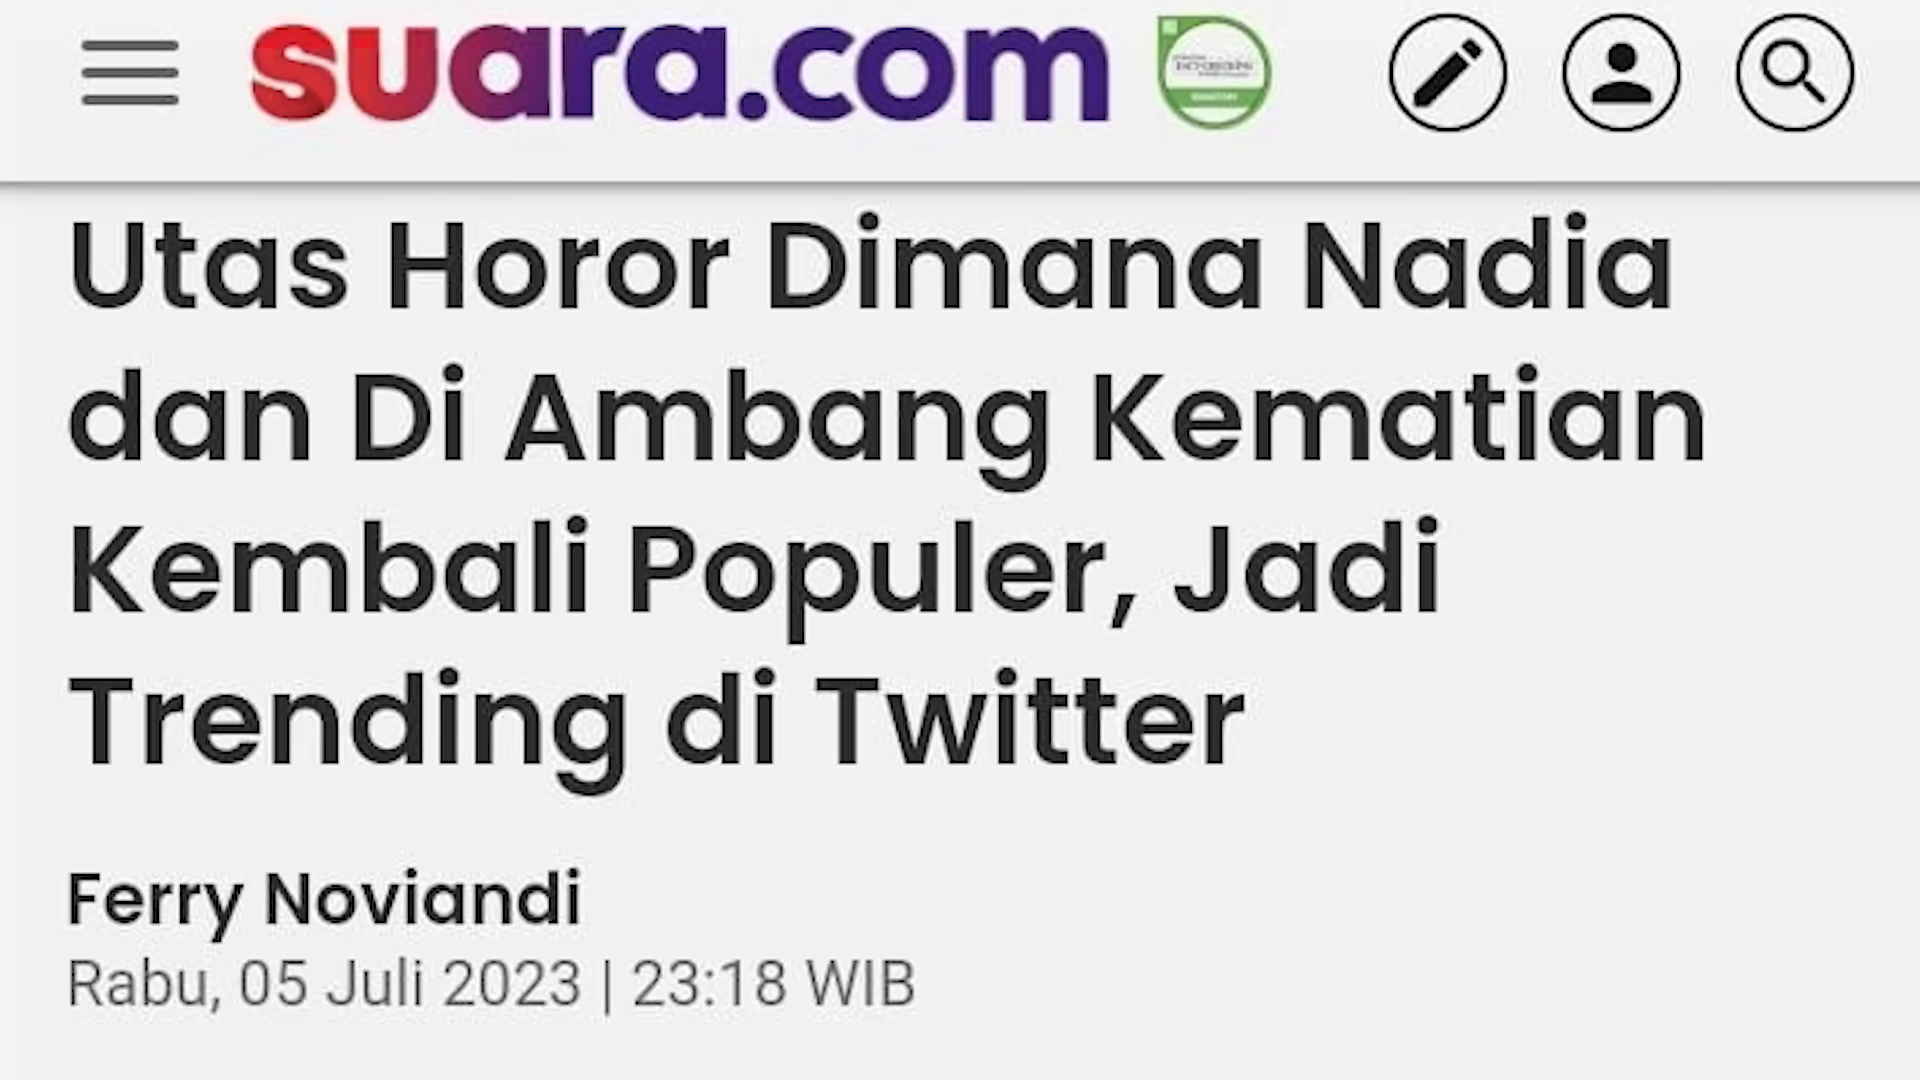 suara.com
Utas Horor Dimana Nadia
dan Di Ambang Kematian
Kembali Populer, Jadi
Trending di Twitter
Ferry Noviandi
Rabu, 05 Juli 2023 | 23:18 WIB